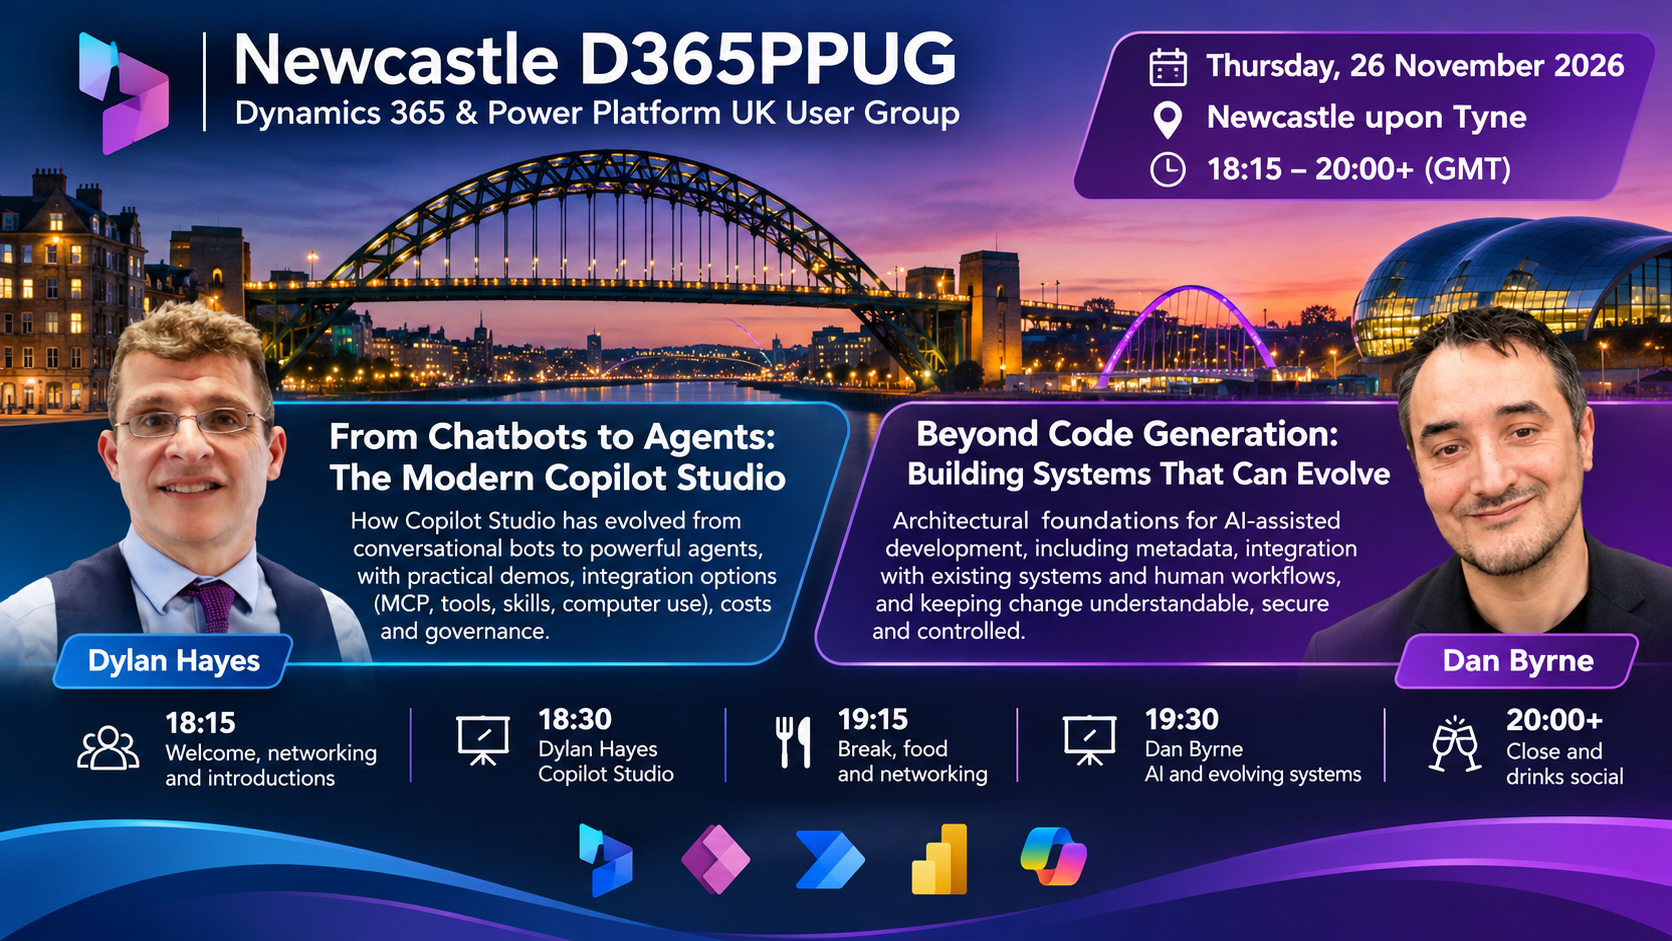 Newcastle D365PPUG
Dynamics 365 & Power Platform UK User Group
Thursday, 26 November 2026
Newcastle upon Tyne
18:15 – 20:00+ (GMT)
From Chatbots to Agents:
The Modern Copilot Studio
How Copilot Studio has evolved from
conversational bots to powerful agents,
with practical demos, integration options
(MCP, tools, skills, computer use), costs
and governance.
Dylan Hayes
Beyond Code Generation:
Building Systems That Can Evolve
Architectural foundations for AI-assisted
development, including metadata, integration
with existing systems and human workflows,
and keeping change understandable, secure
and controlled.
Dan Byrne
18:15
Welcome, networking
and introductions
18:30
Dylan Hayes
Copilot Studio
19:15
Break, food
and networking
19:30
Dan Byrne
AI and evolving systems
20:00+
Close and
drinks social